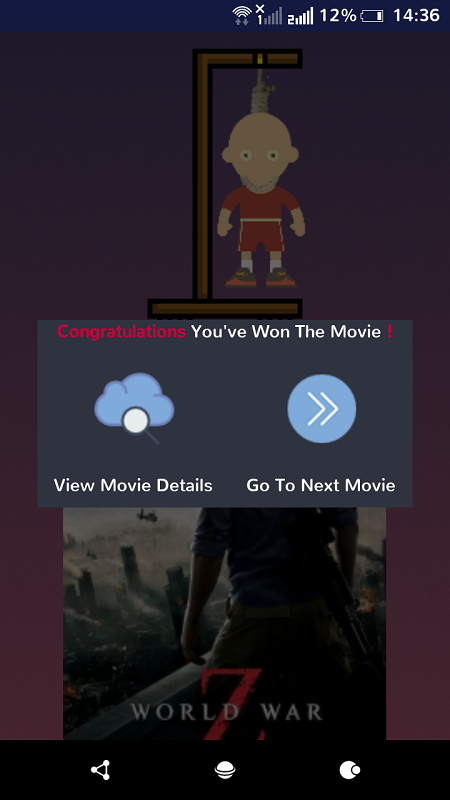 12% 14:36
Congratulations You've Won The Movie !
View Movie Details Go To Next Movie
Z
WORLD WAR